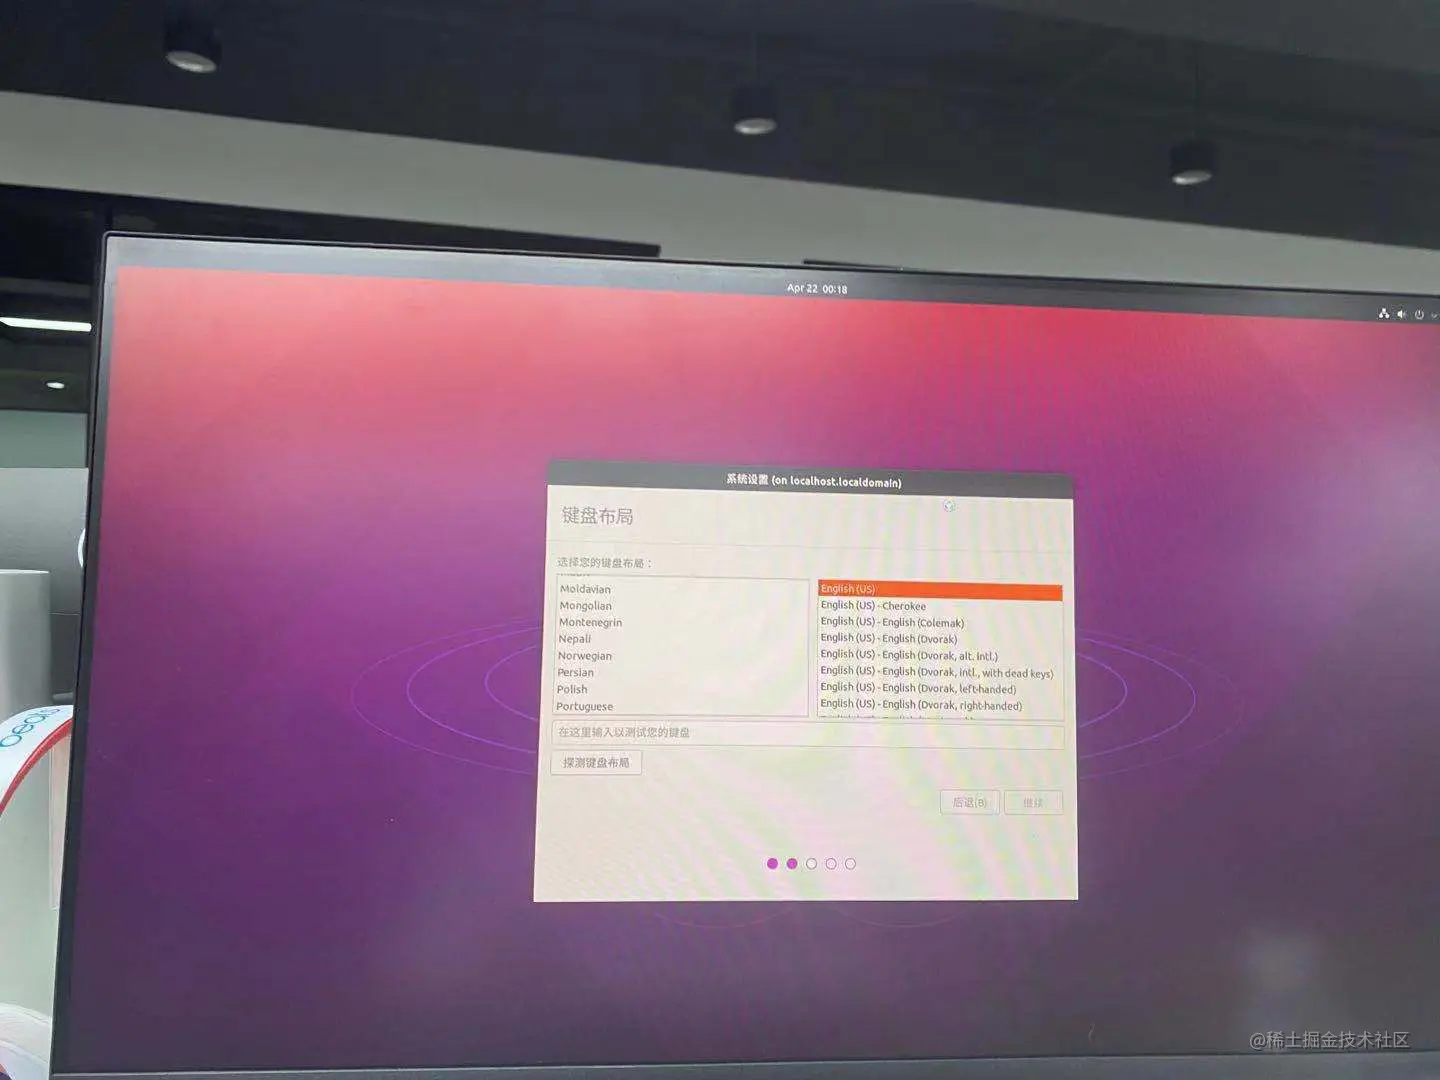 Apr 22 00:18
系统设置 (on localhost.localdomain)
键盘布局
选择您的键盘布局：
Moldavian
Mongolian
Montenegrin
Nepali
Norwegian
Persian
Polish
Portuguese
English (US)
English (US) - Cherokee
English (US) - English (Colemak)
English (US) - English (Dvorak)
English (US) - English (Dvorak, alt. intl.)
English (US) - English (Dvorak, intl., with dead keys)
English (US) - English (Dvorak, left-handed)
English (US) - English (Dvorak, right-handed)
在这里输入以测试您的键盘
探测键盘布局
后退(B)
继续
beats
@稀土掘金技术社区